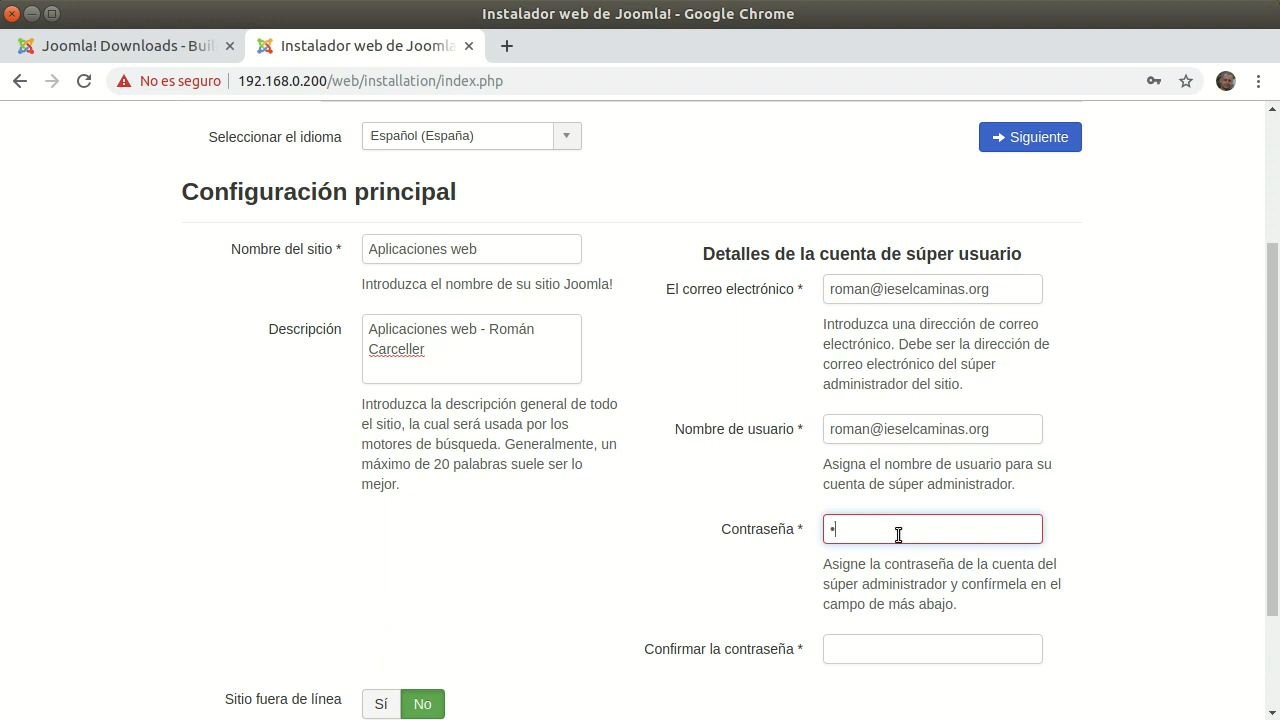 Instalador web de Joomla! - Google Chrome
Joomla! Downloads - Buil
Instalador web de Joomla
No es seguro
192.168.0.200/web/installation/index.php
Seleccionar el idioma
Español (España)
Siguiente
Configuración principal
Nombre del sitio *
Aplicaciones web
Introduzca el nombre de su sitio Joomla!
Descripción
Aplicaciones web - Román
Carceller
Introduzca la descripción general de todo
el sitio, la cual será usada por los
motores de búsqueda. Generalmente, un
máximo de 20 palabras suele ser lo
mejor.
Detalles de la cuenta de súper usuario
El correo electrónico *
roman@ieselcaminas.org
Introduzca una dirección de correo
electrónico. Debe ser la dirección de
correo electrónico del súper
administrador del sitio.
Nombre de usuario *
roman@ieselcaminas.org
Asigna el nombre de usuario para su
cuenta de súper administrador.
Contraseña *
•
Asigne la contraseña de la cuenta del
súper administrador y confírmela en el
campo de más abajo.
Confirmar la contraseña *
Sitio fuera de línea
Sí
No